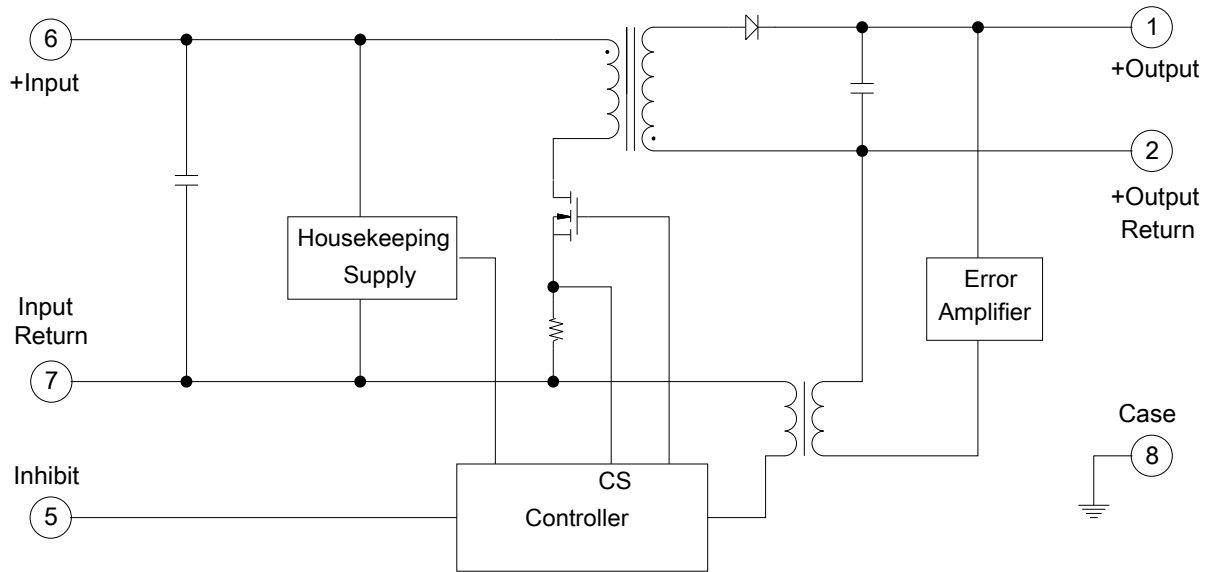 6
+Input
1
+Output
2
+Output
Return
Housekeeping
Supply
Error
Amplifier
Input
Return
7
Case
8
Inhibit
5
CS
Controller